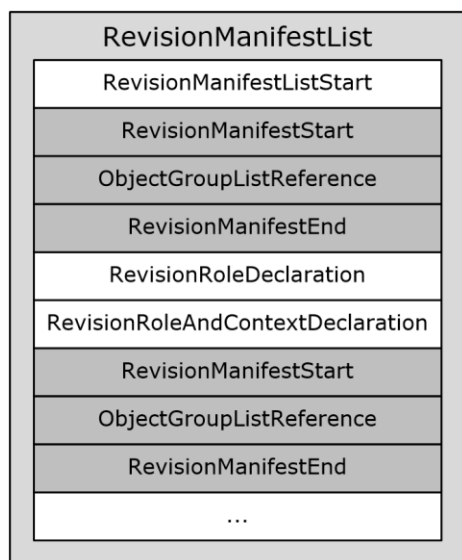 RevisionManifestList
RevisionManifestListStart
RevisionManifestStart
ObjectGroupListReference
RevisionManifestEnd
RevisionRoleDeclaration
RevisionRoleAndContextDeclaration
RevisionManifestStart
ObjectGroupListReference
RevisionManifestEnd
...